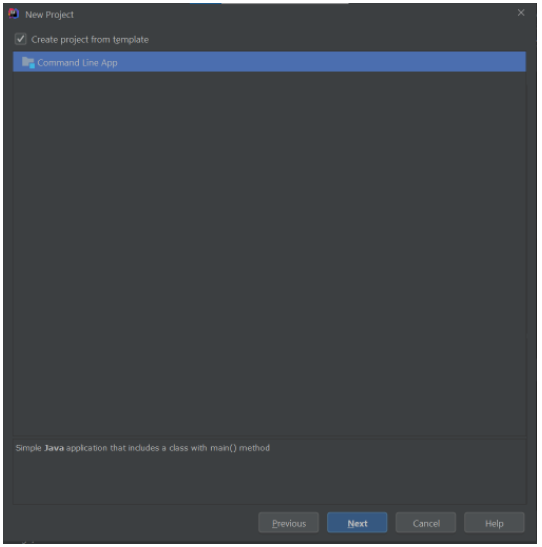 New Project
Create project from template
Command Line App
Simple Java application that includes a class with main() method
Previous Next Cancel Help